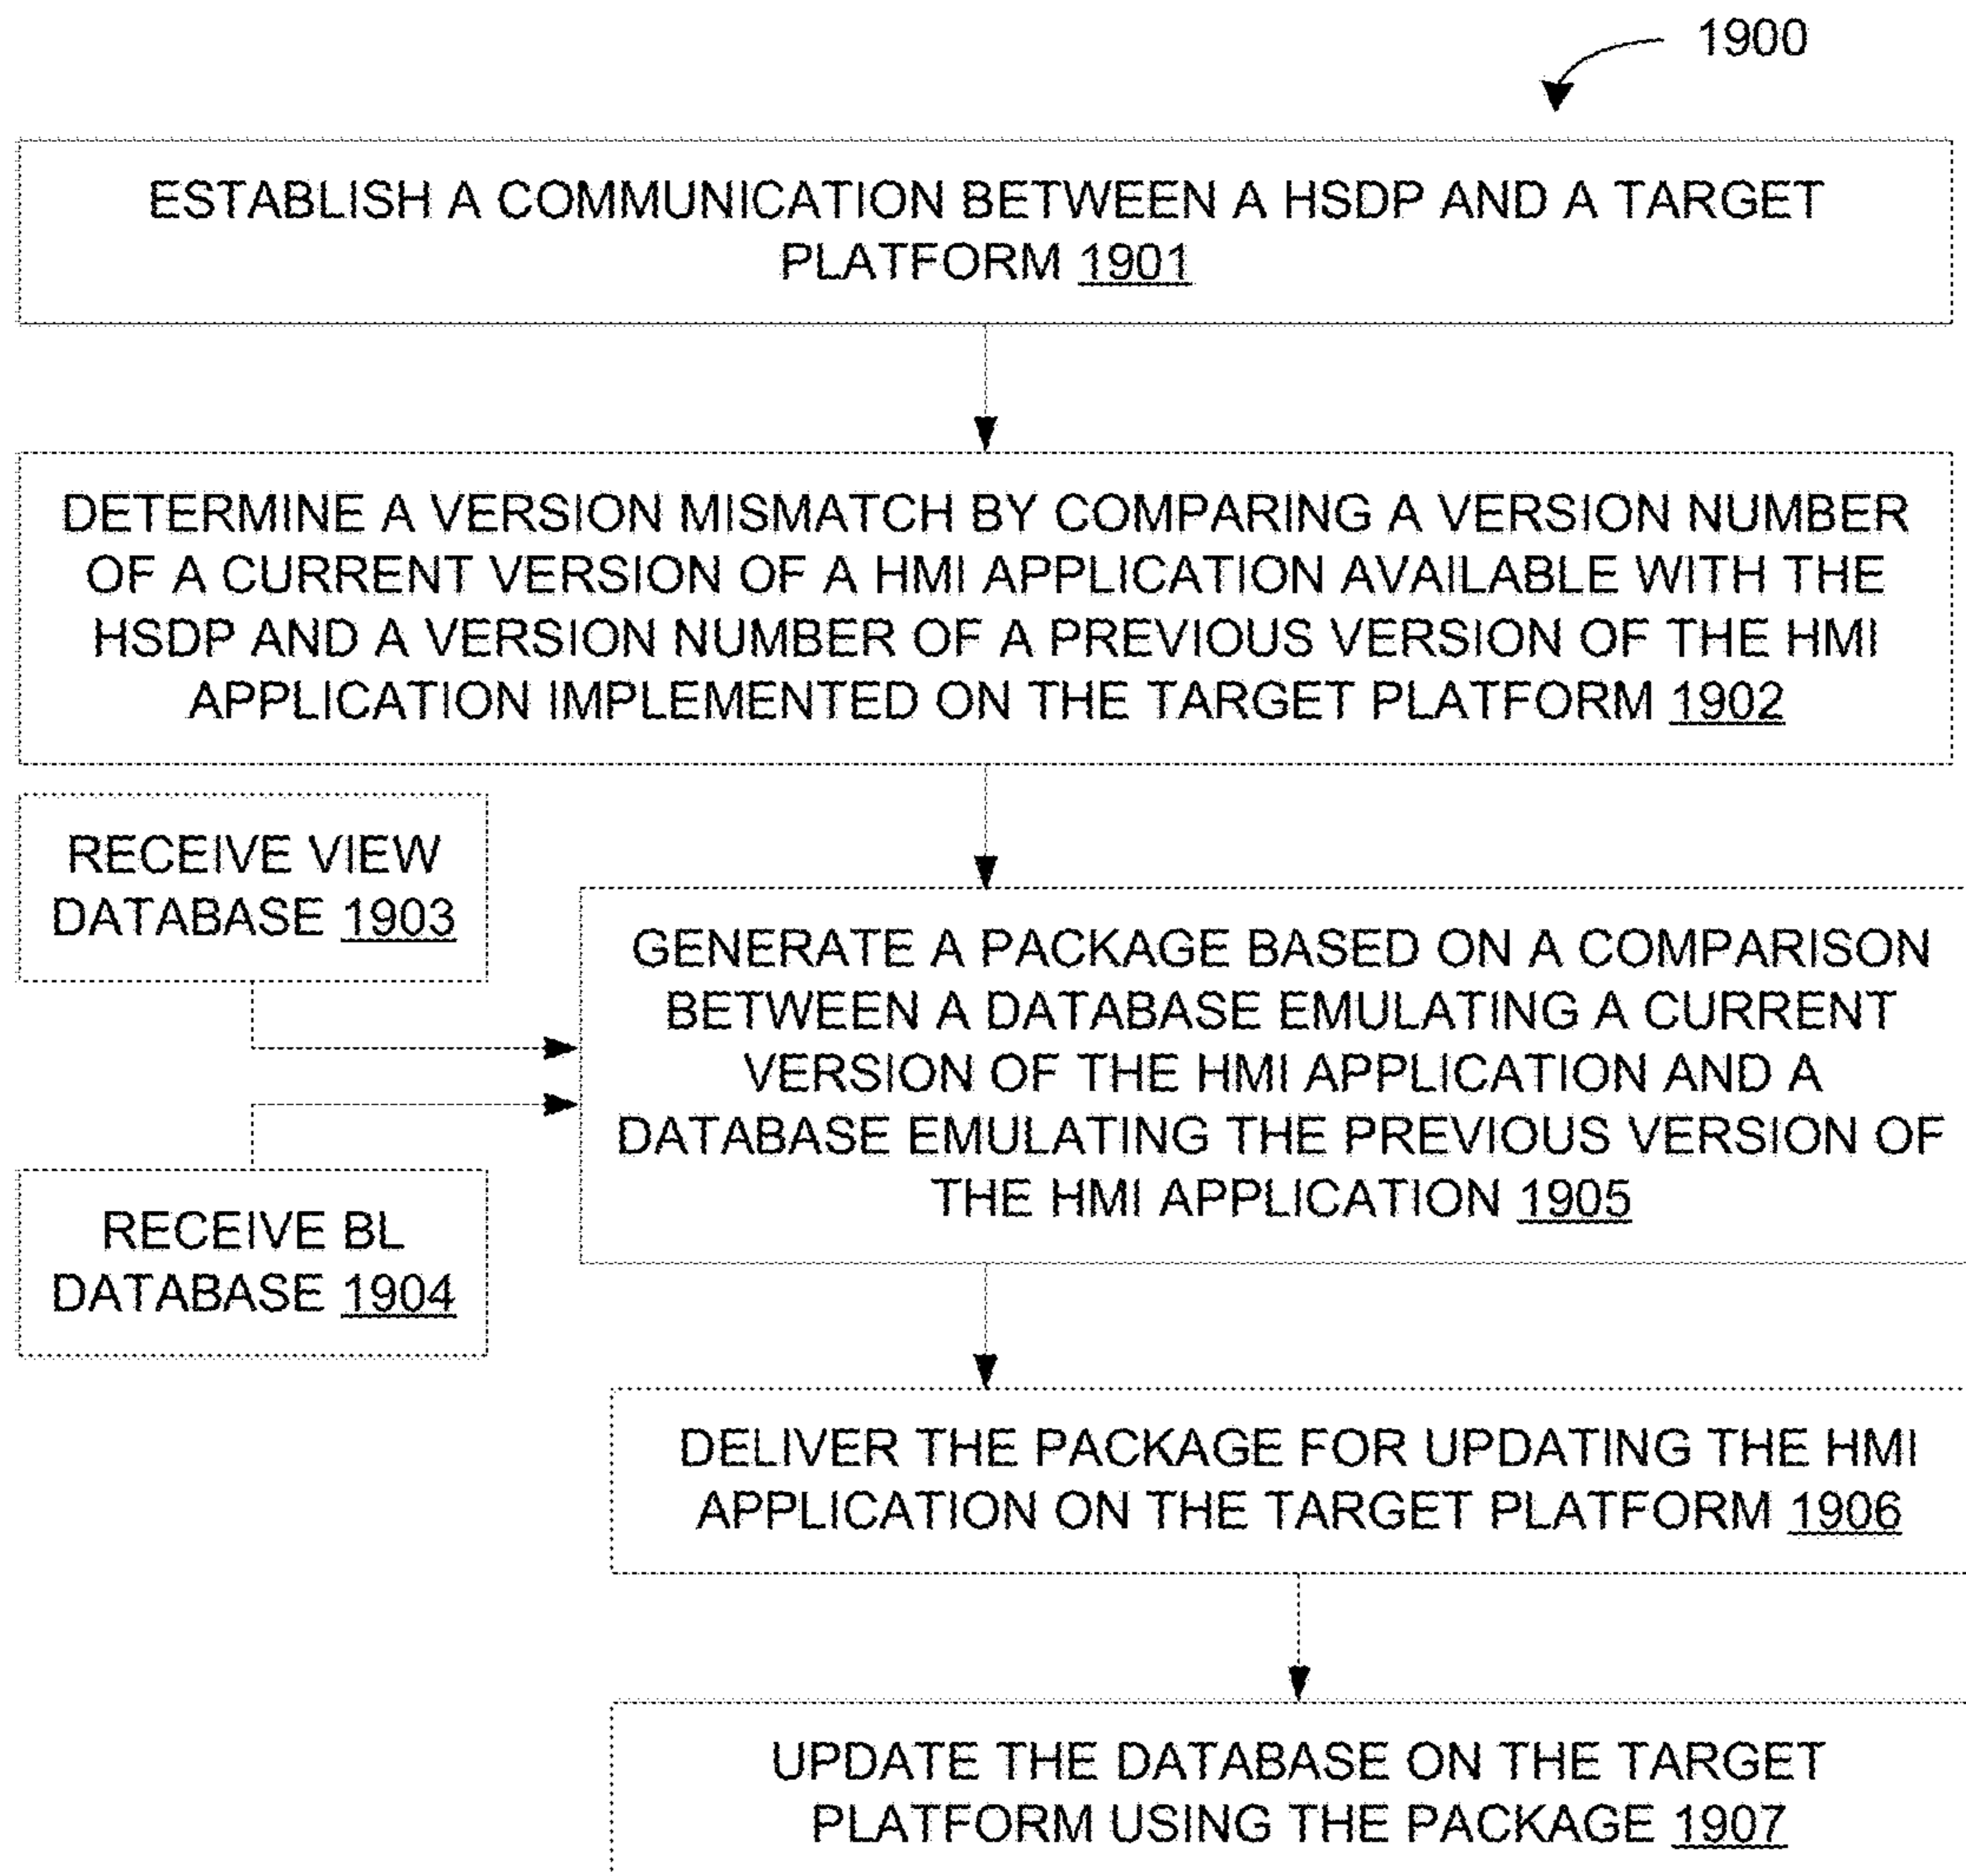 1900
ESTABLISH A COMMUNICATION BETWEEN A HSDP AND A TARGET
PLATFORM 1901
DETERMINE A VERSION MISMATCH BY COMPARING A VERSION NUMBER
OF A CURRENT VERSION OF A HMI APPLICATION AVAILABLE WITH THE
HSDP AND A VERSION NUMBER OF A PREVIOUS VERSION OF THE HMI
APPLICATION IMPLEMENTED ON THE TARGET PLATFORM 1902
RECEIVE VIEW
DATABASE 1903
RECEIVE BL
DATABASE 1904
GENERATE A PACKAGE BASED ON A COMPARISON
BETWEEN A DATABASE EMULATING A CURRENT
VERSION OF THE HMI APPLICATION AND A
DATABASE EMULATING THE PREVIOUS VERSION OF
THE HMI APPLICATION 1905
DELIVER THE PACKAGE FOR UPDATING THE HMI
APPLICATION ON THE TARGET PLATFORM 1906
UPDATE THE DATABASE ON THE TARGET
PLATFORM USING THE PACKAGE 1907